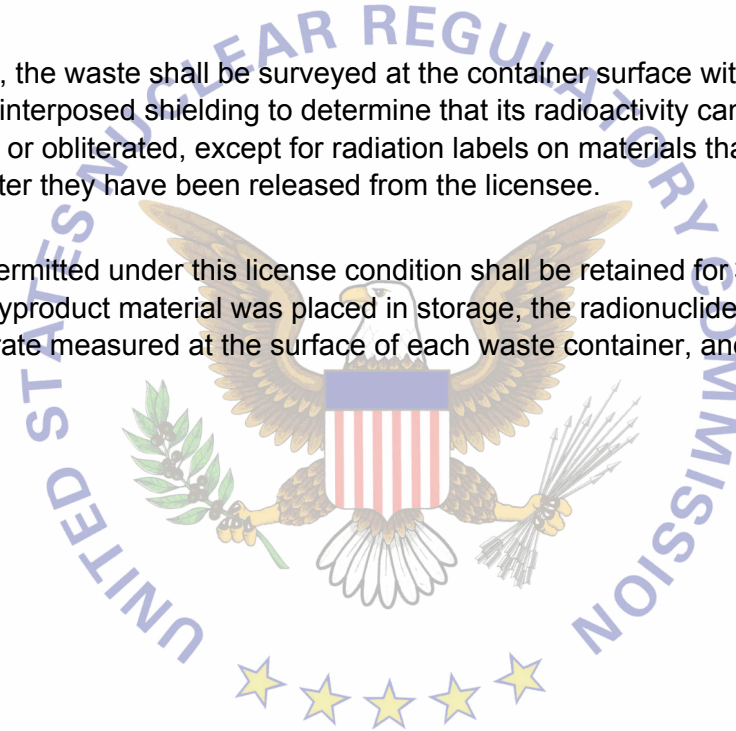 , the waste shall be surveyed at the container surface wit
interposed shielding to determine that its radioactivity
or obliterated, except for radiation labels on materials tha
ter they have been released from the licensee.
ermitted under this license condition shall be retained for
yproduct material was placed in storage, the radionuclide
rate measured at the surface of each waste container, and
UNITED STATES NUCLEAR REGULATORY COMMISSION